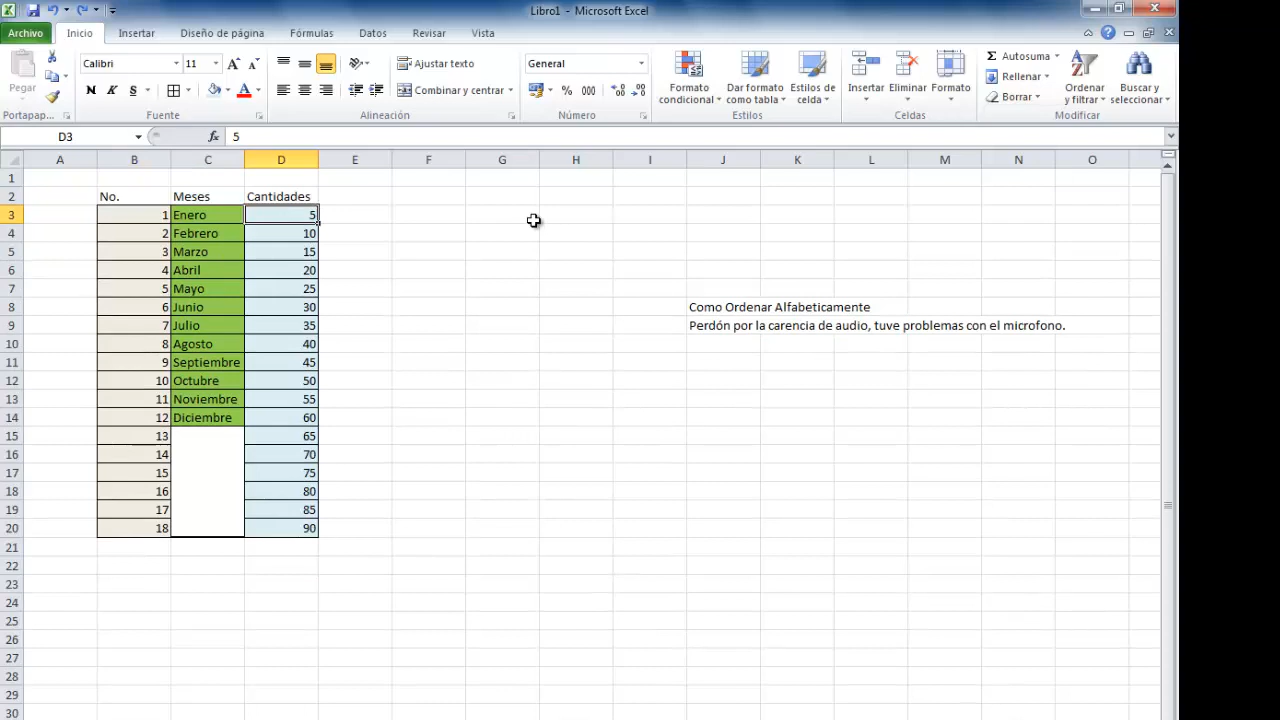 Libro1 - Microsoft Excel
Archivo Inicio Insertar Diseño de página Fórmulas Datos Revisar Vista
Calibri 11 Ajustar texto General Autosuma
Pegar Formato condicional Dar formato como tabla Estilos de celda Insertar Eliminar Formato Rellenar Ordenar y filtrar Buscar y seleccionar
N K S A Combinar y centrar % 000 Borrar
Portapap... Fuente Alineación Número Estilos Celdas Modificar
D3 fx 5
A B C D E F G H I J K L M N O
1
2 No. Meses Cantidades
3 1 Enero 5
4 2 Febrero 10
5 3 Marzo 15
6 4 Abril 20
7 5 Mayo 25
8 6 Junio 30 Como Ordenar Alfabeticamente
9 7 Julio 35 Perdón por la carencia de audio, tuve problemas con el microfono.
10 8 Agosto 40
11 9 Septiembre 45
12 10 Octubre 50
13 11 Noviembre 55
14 12 Diciembre 60
15 13 65
16 14 70
17 15 75
18 16 80
19 17 85
20 18 90
21
22
23
24
25
26
27
28
29
30